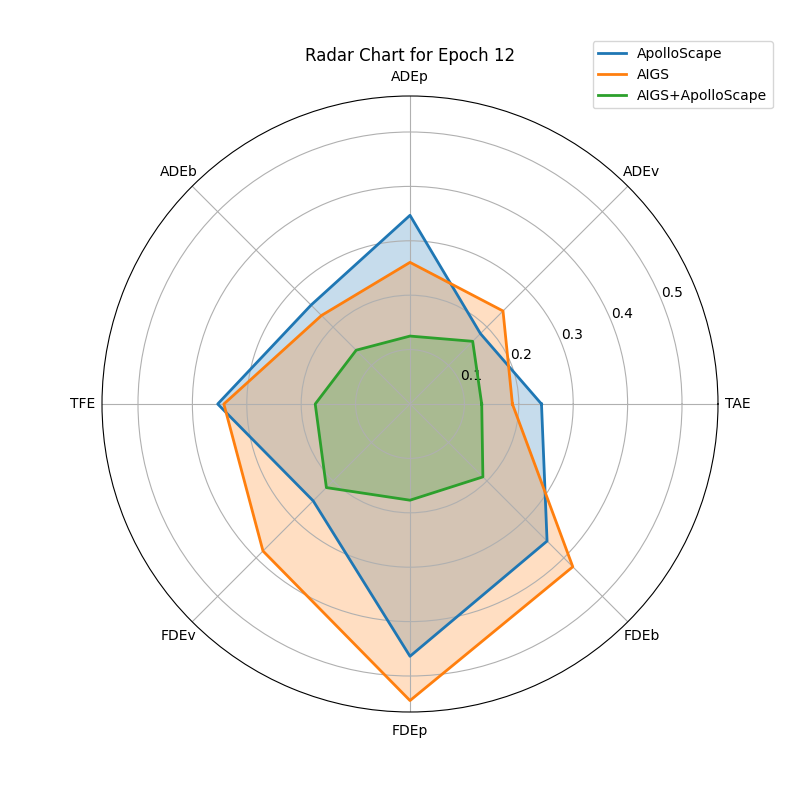 Radar Chart for Epoch 12
ApolloScape
AIGS
AIGS+ApolloScape
ADEp
ADEb
ADEv
0.5
0.4
0.3
0.2
0.1
TFE
TAE
FDEv
FDEb
FDEp